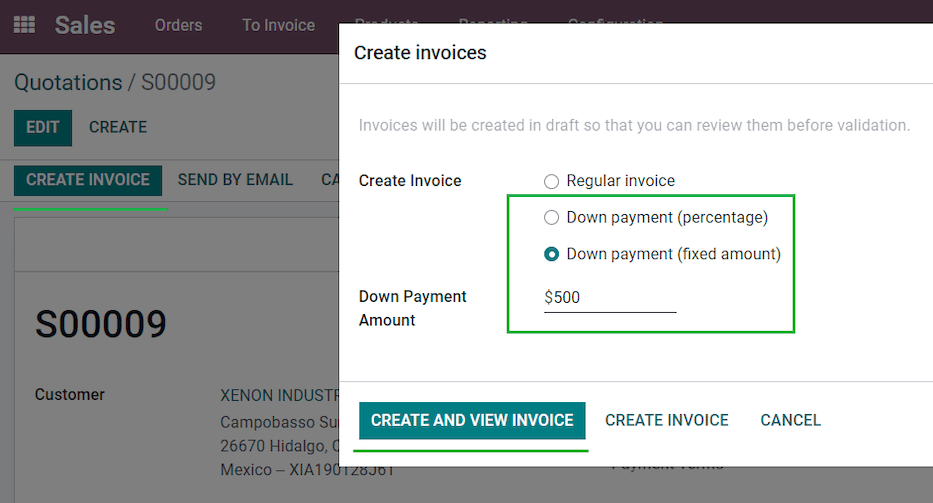 Sales Orders To Invoice Products Reporting Configuration
Create invoices
Quotations / S00009
EDIT CREATE
Invoices will be created in draft so that you can review them before validation.
CREATE INVOICE SEND BY EMAIL CA
Create Invoice
Regular invoice
Down payment (percentage)
Down payment (fixed amount)
Down Payment
Amount
$500
S00009
Customer
XENON INDUSTR
Campobasso Su
26670 Hidalgo, C
Mexico – XIA190128J61
CREATE AND VIEW INVOICE CREATE INVOICE CANCEL
Payment Terms